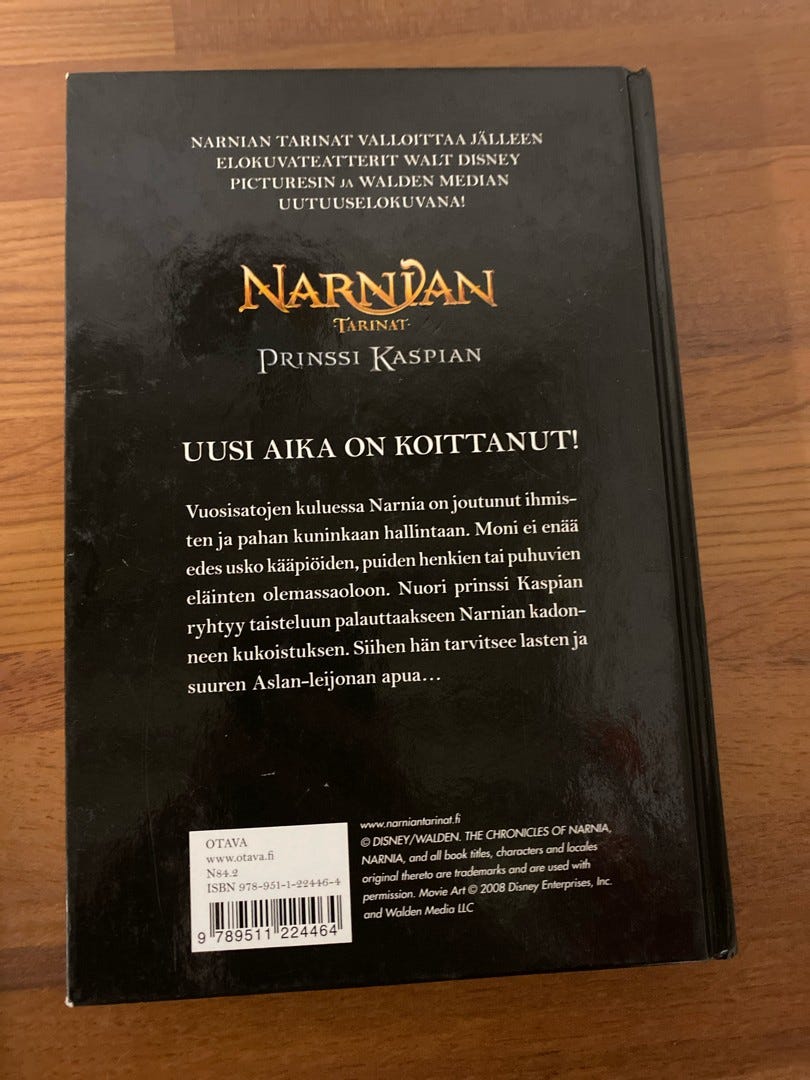 NARNIAN TARINAT VALLOITTAA JÄLLEEN
ELOKUVATEATTERIT WALT DISNEY
PICTURESIN JA WALDEN MEDIAN
UUTUUSELOKUVANA!
NARNIAN
TARINAT
PRINSSI KASPIAN
UUSI AIKA ON KOITTANUT!
Vuosisatojen kuluessa Narnia on joutunut ihmis-
ten ja pahan kuninkaan hallintaan. Moni ei enää
edes usko kääpiöiden, puiden henkien tai puhuvien
eläinten olemassaoloon. Nuori prinssi Kaspian
ryhtyy taisteluun palauttaakseen Narnian kadon-
neen kukoistuksen. Siihen hän tarvitsee lasten ja
suuren Aslan-leijonan apua...
OTAVA
www.otava.fi
N84.2
ISBN 978-951-1-22446-4
9 789511 224464
www.narniantarinat.fi
© DISNEY/WALDEN. THE CHRONICLES OF NARNIA,
NARNIA, and all book titles, characters and locales
original thereto are trademarks and are used with
permission. Movie Art © 2008 Disney Enterprises, Inc.
and Walden Media LLC